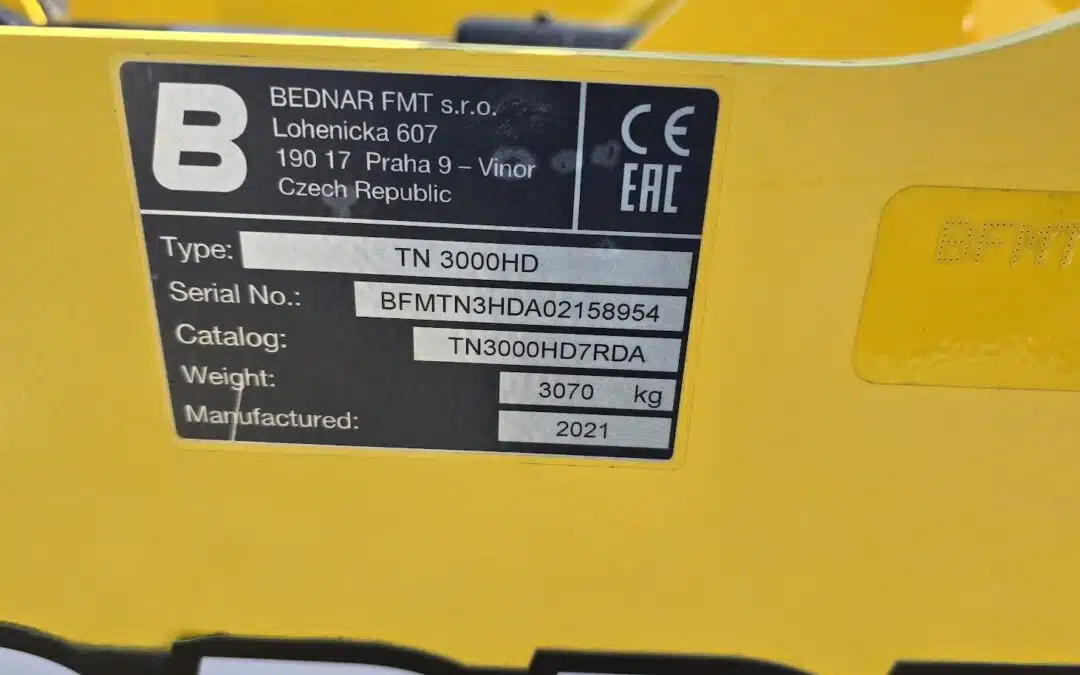 B
BEDNAR FMT s.r.o.
Lohenicka 607
190 17 Praha 9 – Vinor
Czech Republic
CE
EAC
Type: TN 3000HD
Serial No.: BFMTN3HDA02158954
Catalog: TN3000HD7RDA
Weight: 3070 kg
Manufactured: 2021
BFMT